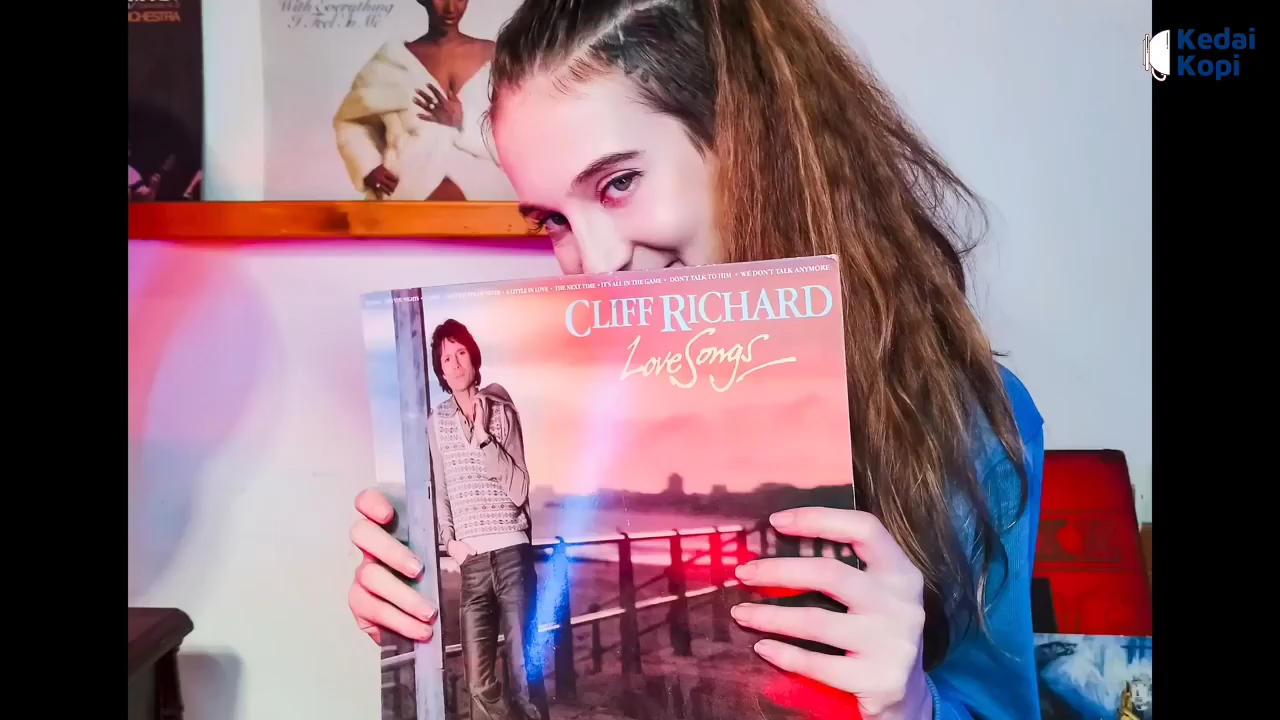 CHESTRA
With Everything
I Feel In Me
Kedai
Kopi
A LITTLE IN LOVE • THE NEXT TIME • IT'S ALL IN THE GAME • DON'T TALK TO HIM • WE DON'T TALK ANYMORE
CLIFF RICHARD
Love Songs